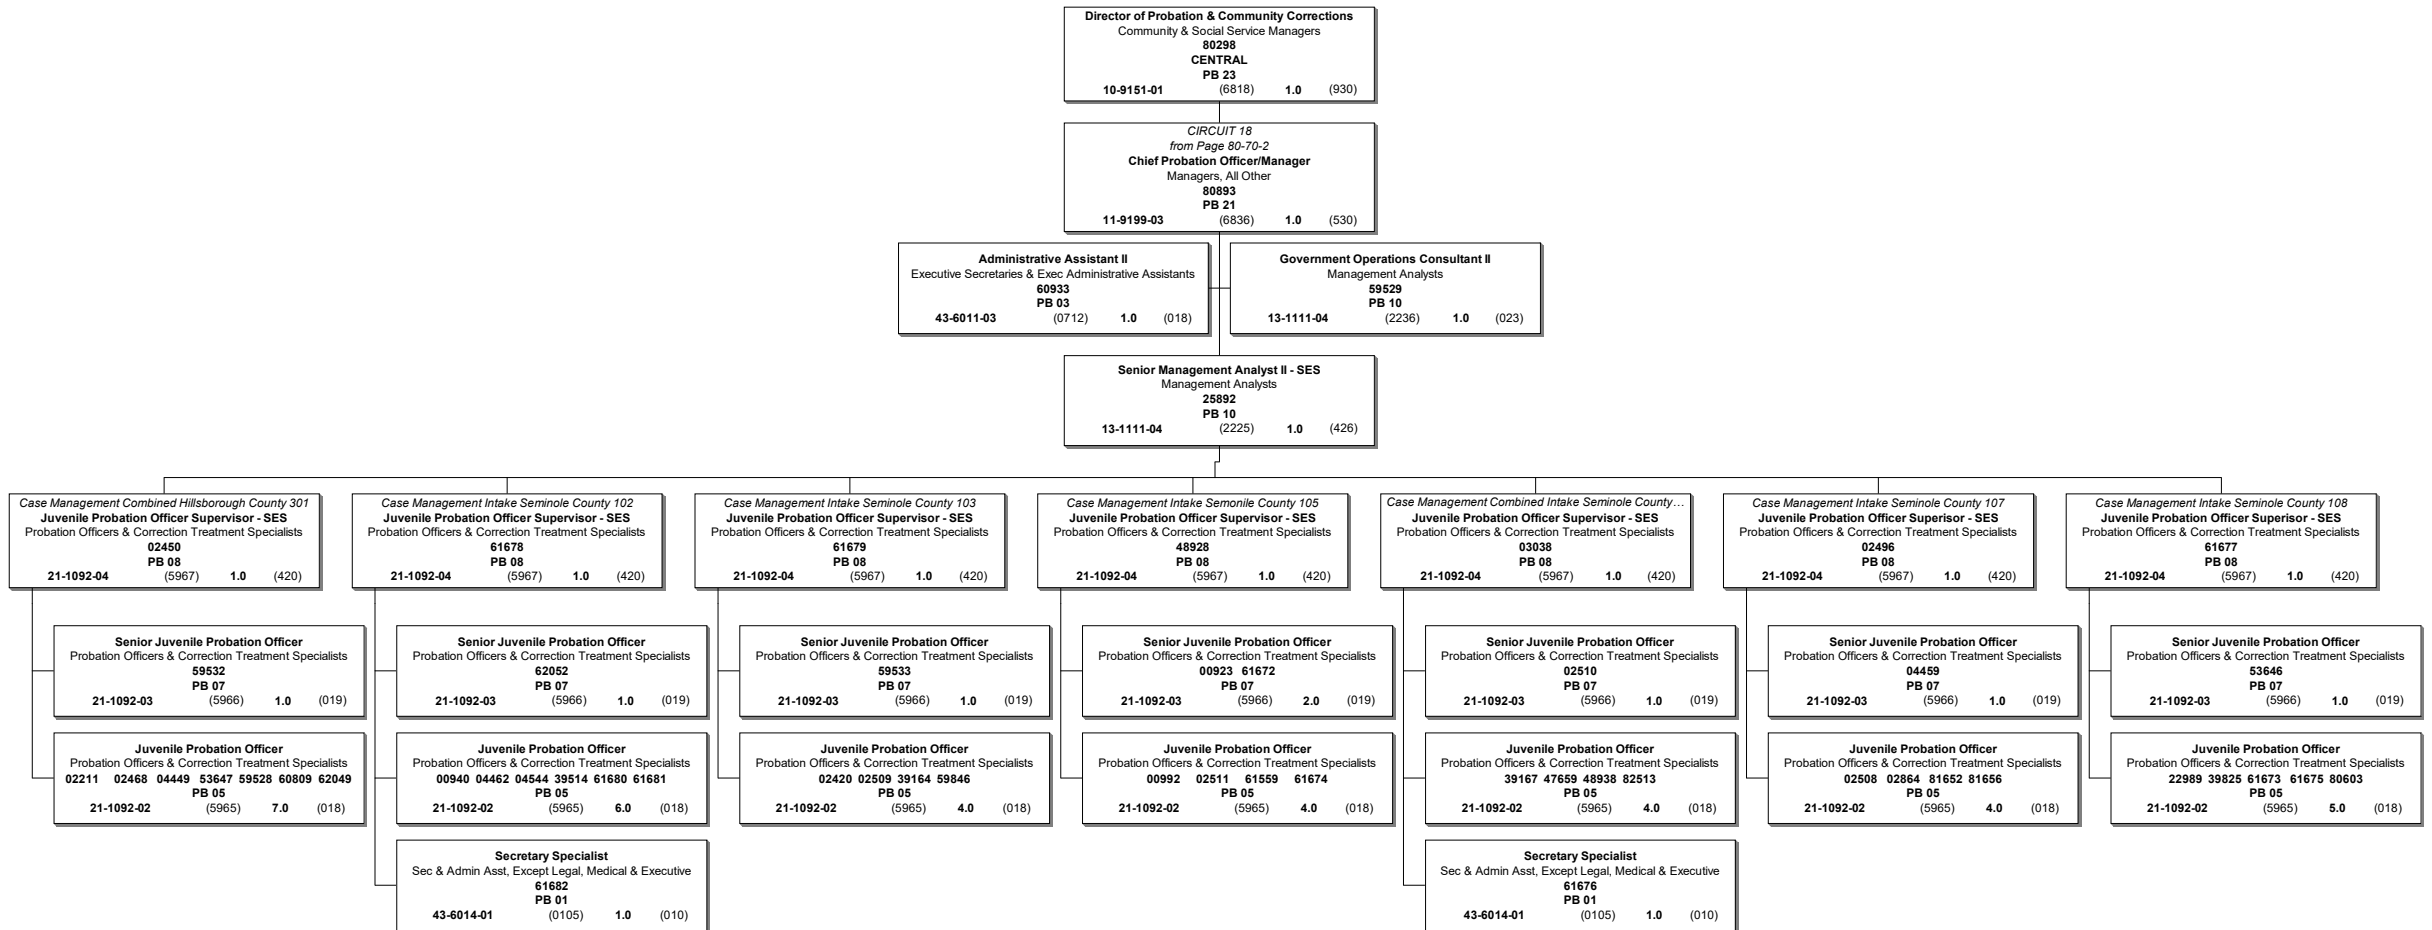 Director of Probation & Community Corrections
Community & Social Service Managers
80298
CENTRAL
PB 23
10-9151-01 (6818) 1.0 (930)
CIRCUIT 18
from Page 80-70-2
Chief Probation Officer/Manager
Managers, All Other
80893
PB 21
11-9199-03 (6836) 1.0 (530)
Administrative Assistant II
Executive Secretaries & Exec Administrative Assistants
60933
PB 03
43-6011-03 (0712) 1.0 (018)
Government Operations Consultant II
Management Analysts
59529
PB 10
13-1111-04 (2236) 1.0 (023)
Senior Management Analyst II - SES
Management Analysts
25892
PB 10
13-1111-04 (2225) 1.0 (426)
Case Management Combined Hillsborough County 301
Juvenile Probation Officer Supervisor - SES
Probation Officers & Correction Treatment Specialists
02450
PB 08
21-1092-04 (5967) 1.0 (420)
Senior Juvenile Probation Officer
Probation Officers & Correction Treatment Specialists
59532
PB 07
21-1092-03 (5966) 1.0 (019)
Juvenile Probation Officer
Probation Officers & Correction Treatment Specialists
02211 02468 04449 53647 59528 60809 62049
PB 05
21-1092-02 (5965) 7.0 (018)
Case Management Intake Seminole County 102
Juvenile Probation Officer Supervisor - SES
Probation Officers & Correction Treatment Specialists
61678
PB 08
21-1092-04 (5967) 1.0 (420)
Senior Juvenile Probation Officer
Probation Officers & Correction Treatment Specialists
62052
PB 07
21-1092-03 (5966) 1.0 (019)
Juvenile Probation Officer
Probation Officers & Correction Treatment Specialists
00940 04462 04544 39514 61680 61681
PB 05
21-1092-02 (5965) 6.0 (018)
Secretary Specialist
Sec & Admin Asst, Except Legal, Medical & Executive
61682
PB 01
43-6014-01 (0105) 1.0 (010)
Case Management Intake Seminole County 103
Juvenile Probation Officer Supervisor - SES
Probation Officers & Correction Treatment Specialists
61679
PB 08
21-1092-04 (5967) 1.0 (420)
Senior Juvenile Probation Officer
Probation Officers & Correction Treatment Specialists
59533
PB 07
21-1092-03 (5966) 1.0 (019)
Juvenile Probation Officer
Probation Officers & Correction Treatment Specialists
02420 02509 39164 59846
PB 05
21-1092-02 (5965) 4.0 (018)
Case Management Intake Semonile County 105
Juvenile Probation Officer Supervisor - SES
Probation Officers & Correction Treatment Specialists
48928
PB 08
21-1092-04 (5967) 1.0 (420)
Senior Juvenile Probation Officer
Probation Officers & Correction Treatment Specialists
00923 61672
PB 07
21-1092-03 (5966) 2.0 (019)
Juvenile Probation Officer
Probation Officers & Correction Treatment Specialists
00992 02511 61559 61674
PB 05
21-1092-02 (5965) 4.0 (018)
Case Management Combined Intake Seminole County…
Juvenile Probation Officer Supervisor - SES
Probation Officers & Correction Treatment Specialists
03038
PB 08
21-1092-04 (5967) 1.0 (420)
Senior Juvenile Probation Officer
Probation Officers & Correction Treatment Specialists
02510
PB 07
21-1092-03 (5966) 1.0 (019)
Juvenile Probation Officer
Probation Officers & Correction Treatment Specialists
39167 47659 48938 82513
PB 05
21-1092-02 (5965) 4.0 (018)
Secretary Specialist
Sec & Admin Asst, Except Legal, Medical & Executive
61676
PB 01
43-6014-01 (0105) 1.0 (010)
Case Management Intake Seminole County 107
Juvenile Probation Officer Superisor - SES
Probation Officers & Correction Treatment Specialists
02496
PB 08
21-1092-04 (5967) 1.0 (420)
Senior Juvenile Probation Officer
Probation Officers & Correction Treatment Specialists
04459
PB 07
21-1092-03 (5966) 1.0 (019)
Juvenile Probation Officer
Probation Officers & Correction Treatment Specialists
02508 02864 81652 81656
PB 05
21-1092-02 (5965) 4.0 (018)
Case Management Intake Seminole County 108
Juvenile Probation Officer Superisor - SES
Probation Officers & Correction Treatment Specialists
61677
PB 08
21-1092-04 (5967) 1.0 (420)
Senior Juvenile Probation Officer
Probation Officers & Correction Treatment Specialists
53646
PB 07
21-1092-03 (5966) 1.0 (019)
Juvenile Probation Officer
Probation Officers & Correction Treatment Specialists
22989 39825 61673 61675 80603
PB 05
21-1092-02 (5965) 5.0 (018)